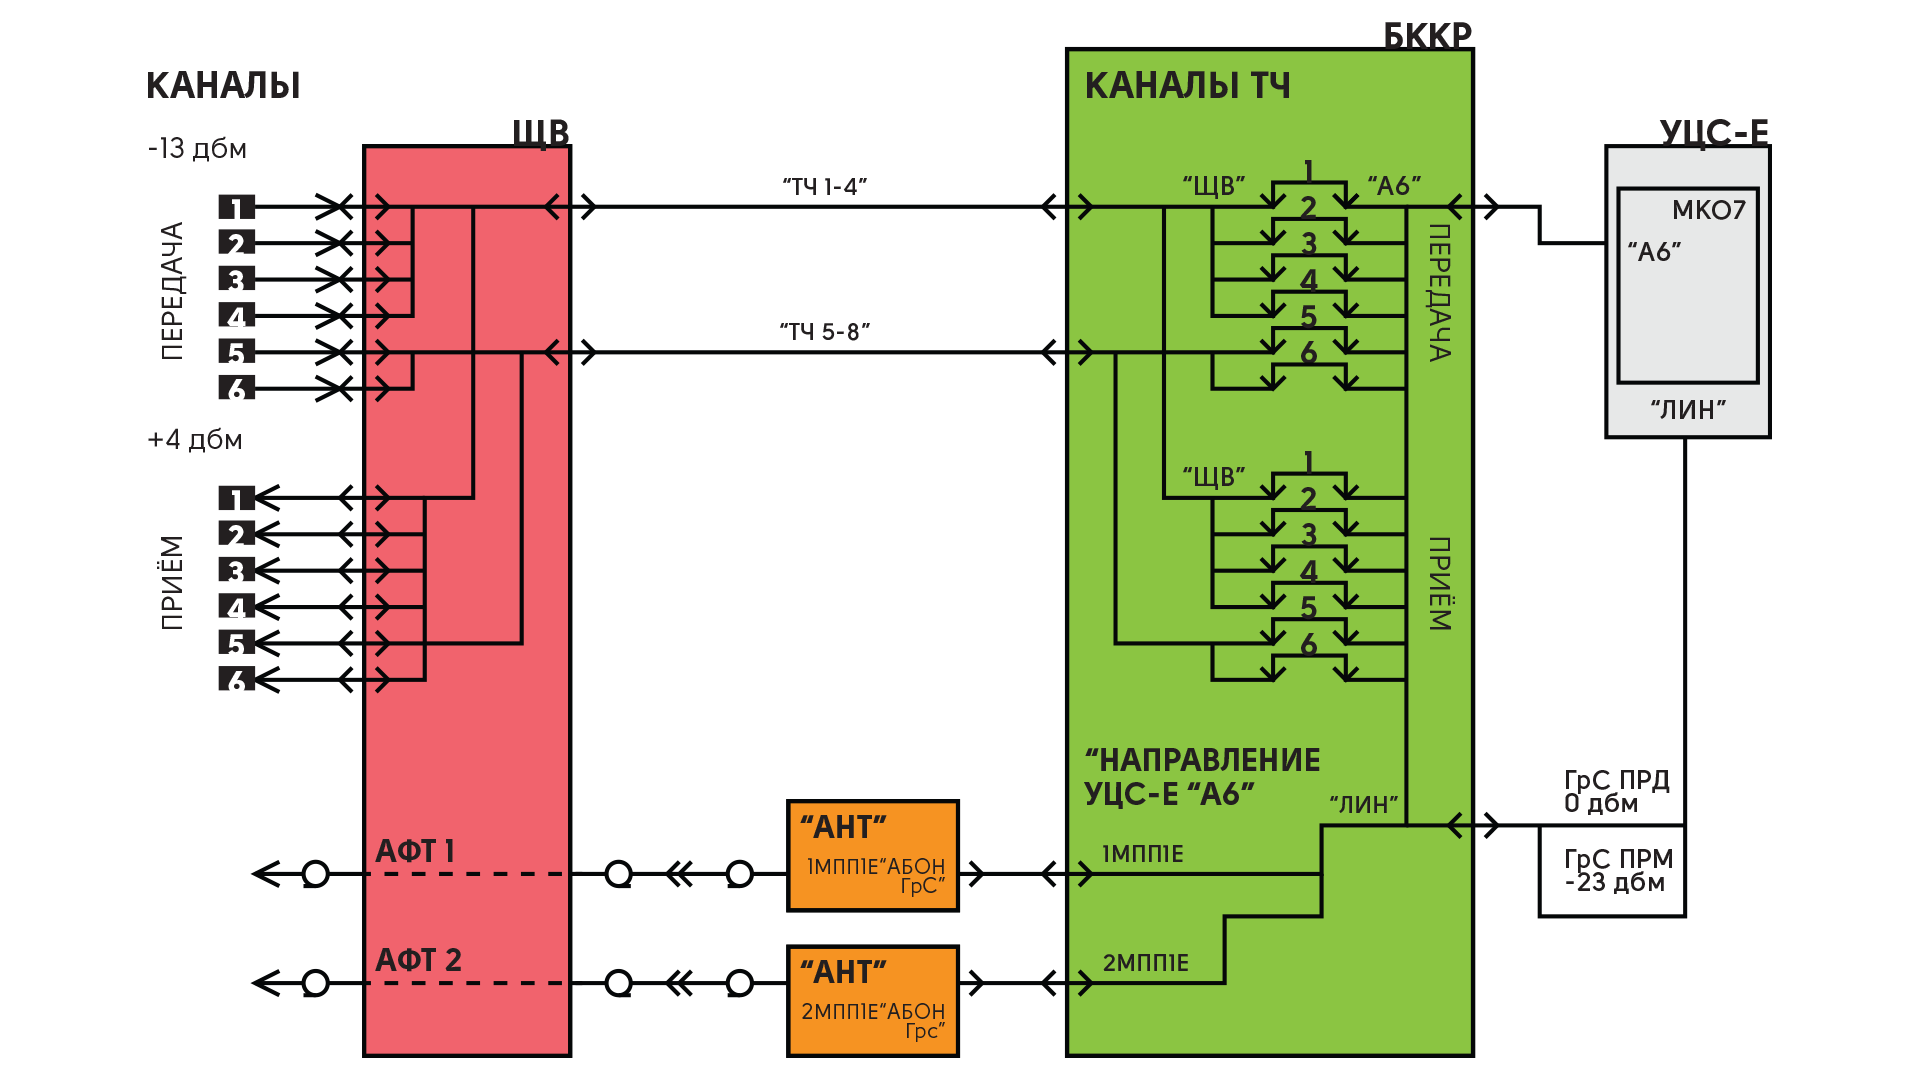 КАНАЛЫ
-13 дбм
ПЕРЕДАЧА
1
2
3
4
5
6
+4 дбм
ПРИЁМ
1
2
3
4
5
6
ЩВ
“ТЧ 1-4”
“ТЧ 5-8”
АФТ 1
АФТ 2
“АНТ”
1МПП1Е“АБОН
ГрС”
“АНТ”
2МПП1Е“АБОН
Грс”
БККР
КАНАЛЫ ТЧ
“ЩВ”
1
2
3
4
5
6
“А6”
ПЕРЕДАЧА
“ЩВ”
1
2
3
4
5
6
ПРИЁМ
“НАПРАВЛЕНИЕ
УЦС-Е “А6”
“ЛИН”
1МПП1Е
2МПП1Е
УЦС-Е
МКО7
“А6”
“ЛИН”
ГрС ПРД
0 дбм
ГрС ПРМ
-23 дбм